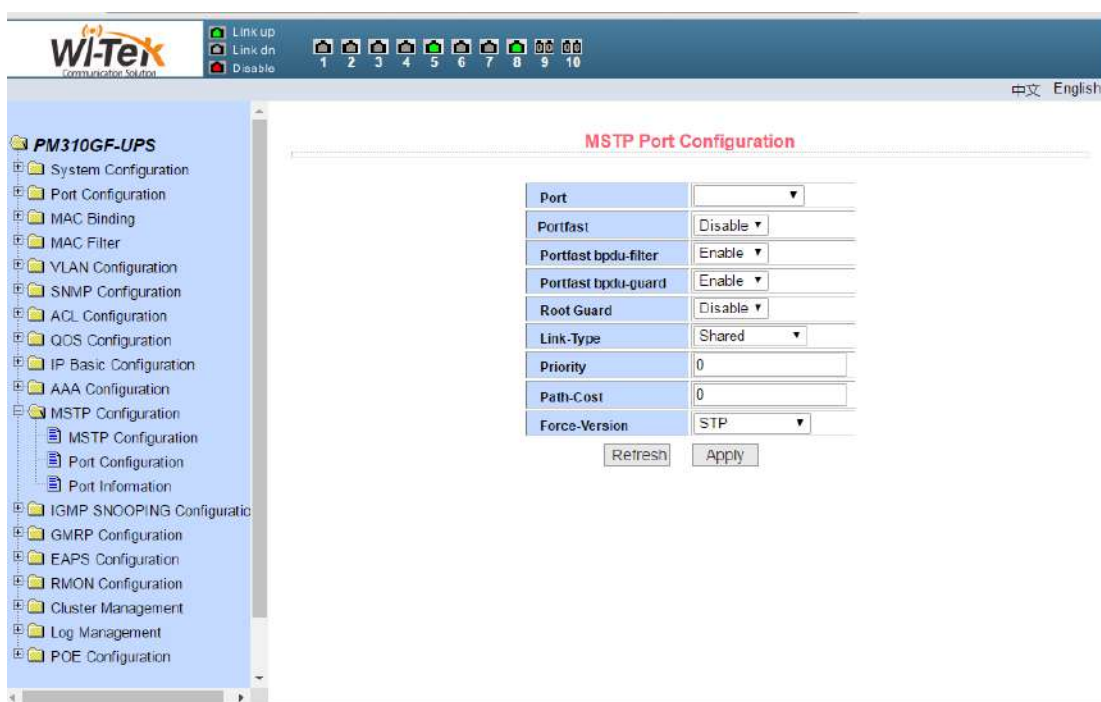 WI-Tek
Communication Solution
Link up
Link dn
Disable
1 2 3 4 5 6 7 8 9 10
中文 English
PM310GF-UPS
System Configuration
Port Configuration
MAC Binding
MAC Filter
VLAN Configuration
SNMP Configuration
ACL Configuration
QOS Configuration
IP Basic Configuration
AAA Configuration
MSTP Configuration
MSTP Configuration
Port Configuration
Port Information
IGMP SNOOPING Configuratio
GMRP Configuration
EAPS Configuration
RMON Configuration
Cluster Management
Log Management
POE Configuration
MSTP Port Configuration
Port
Portfast Disable
Portfast bpdu-filter Enable
Portfast bpdu-guard Enable
Root Guard Disable
Link-Type Shared
Priority 0
Path-Cost 0
Force-Version STP
Refresh Apply